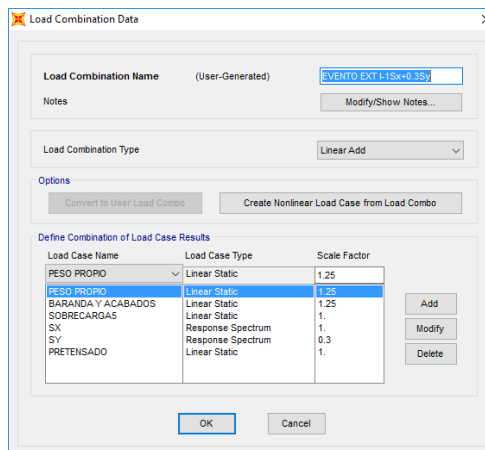 Load Combination Data
Load Combination Name (User-Generated) EVENTO EXT I-1Sx+0.3Sy
Notes Modify/Show Notes...
Load Combination Type Linear Add
Options
Convert to User Load Combo Create Nonlinear Load Case from Load Combo
Define Combination of Load Case Results
Load Case Name Load Case Type Scale Factor
PESO PROPIO Linear Static 1.25
PESO PROPIO Linear Static 1.25
BARANDA Y ACABADOS Linear Static 1.25
SOBRECARGAS Linear Static 1.
SX Response Spectrum 1.
SY Response Spectrum 0.3
PRETENSADO Linear Static 1.
Add
Modify
Delete
OK Cancel